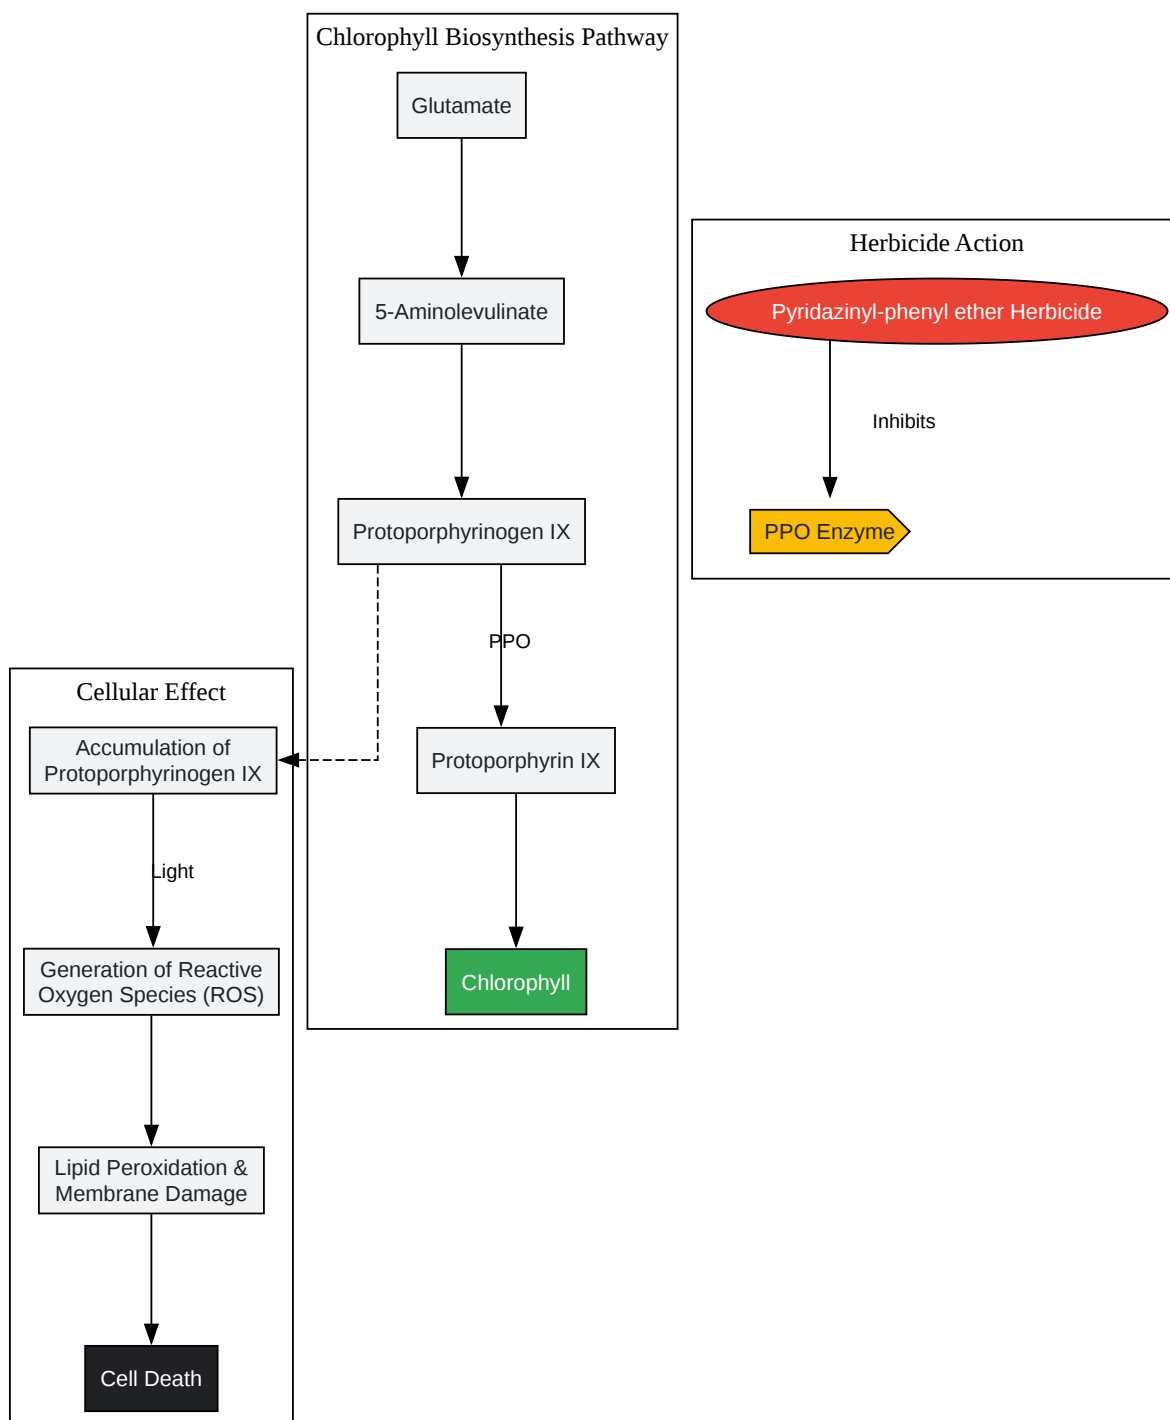 Chlorophyll Biosynthesis Pathway
Glutamate
5-Aminolevulinate
Protoporphyrinogen IX
PPO
Protoporphyrin IX
Chlorophyll
Herbicide Action
Pyridazinyl-phenyl ether Herbicide
Inhibits
PPO Enzyme
Cellular Effect
Accumulation of
Protoporphyrinogen IX
Light
Generation of Reactive
Oxygen Species (ROS)
Lipid Peroxidation &
Membrane Damage
Cell Death